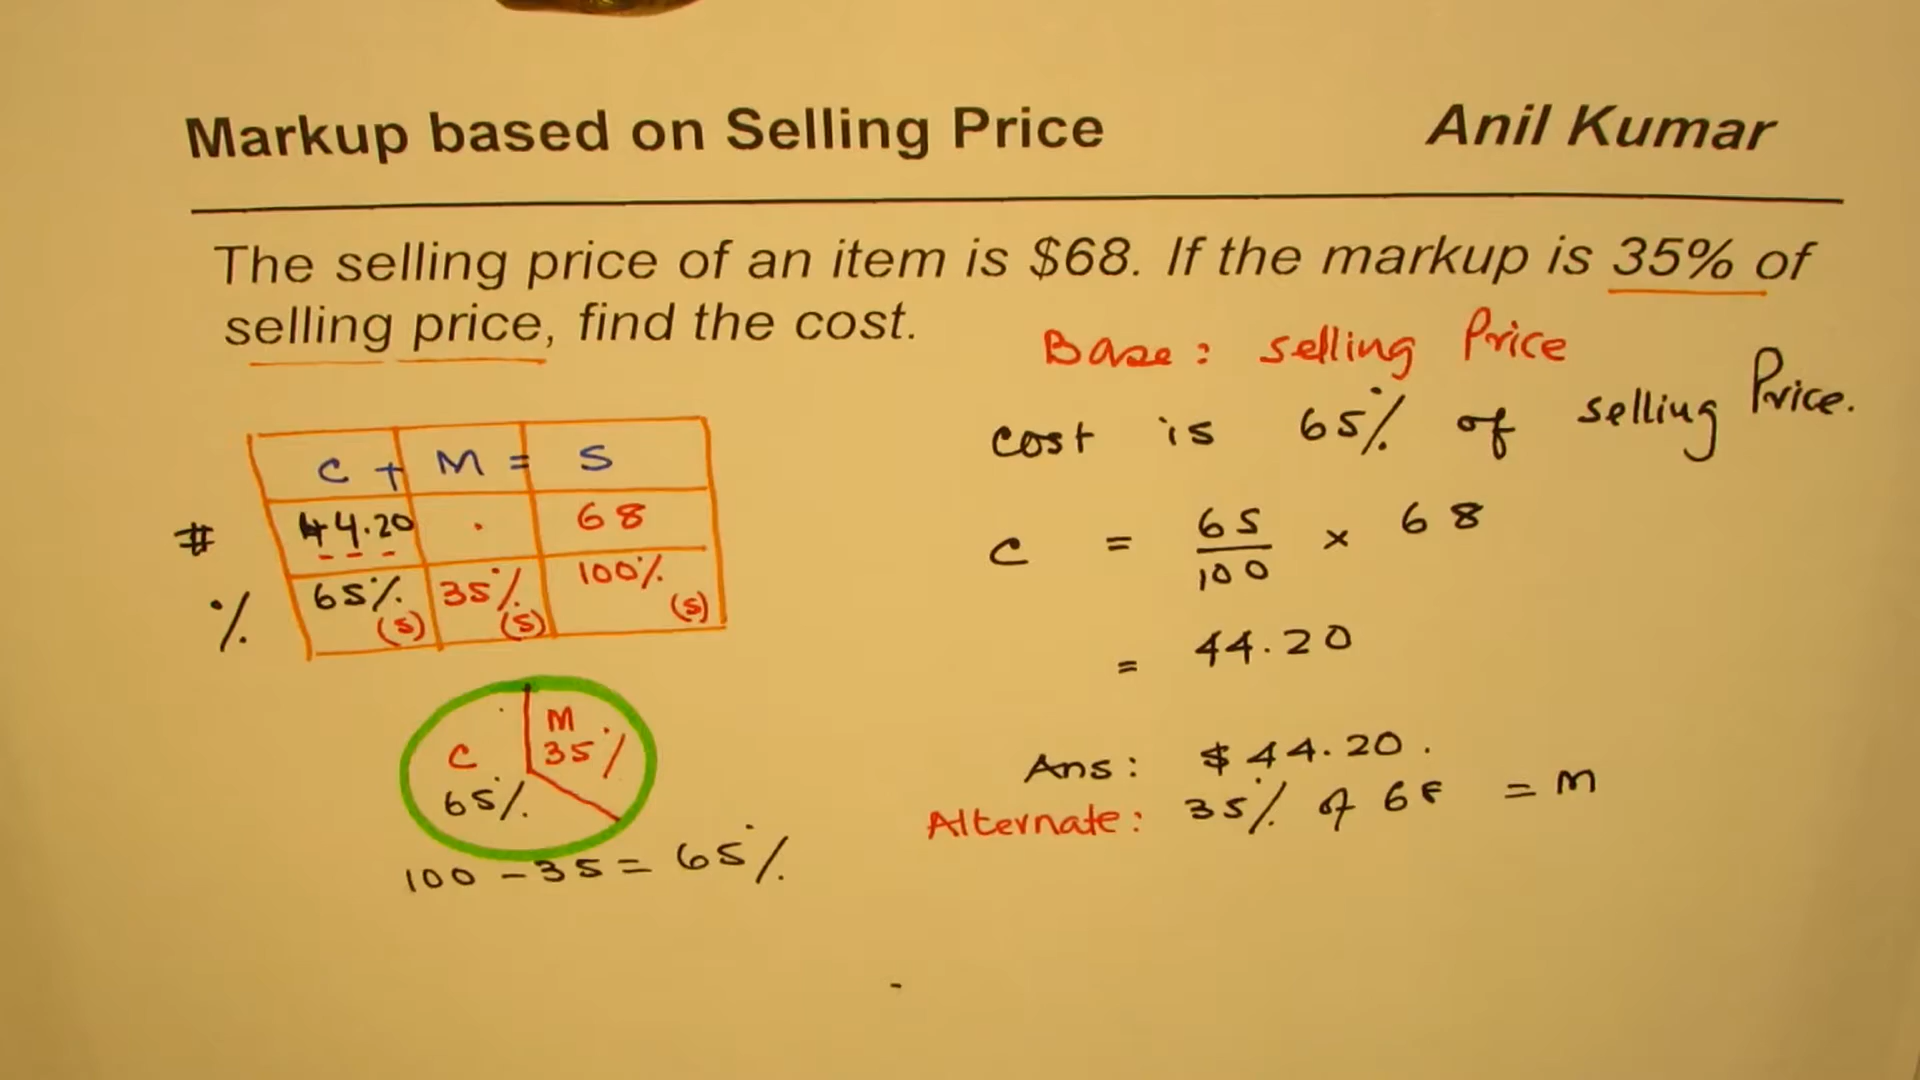 Markup based on Selling Price
Anil Kumar
The selling price of an item is $68. If the markup is 35% of
selling price, find the cost.
Base: selling Price
cost is 65% of selling Price.
C + M = S
# 44.20 . 68
% 65% (s) 35% (s) 100% (s)
C = 65/100 × 68
= 44.20
M
35%
C
65%
100 - 35 = 65%
Ans: $44.20.
Alternate: 35% of 68 = M